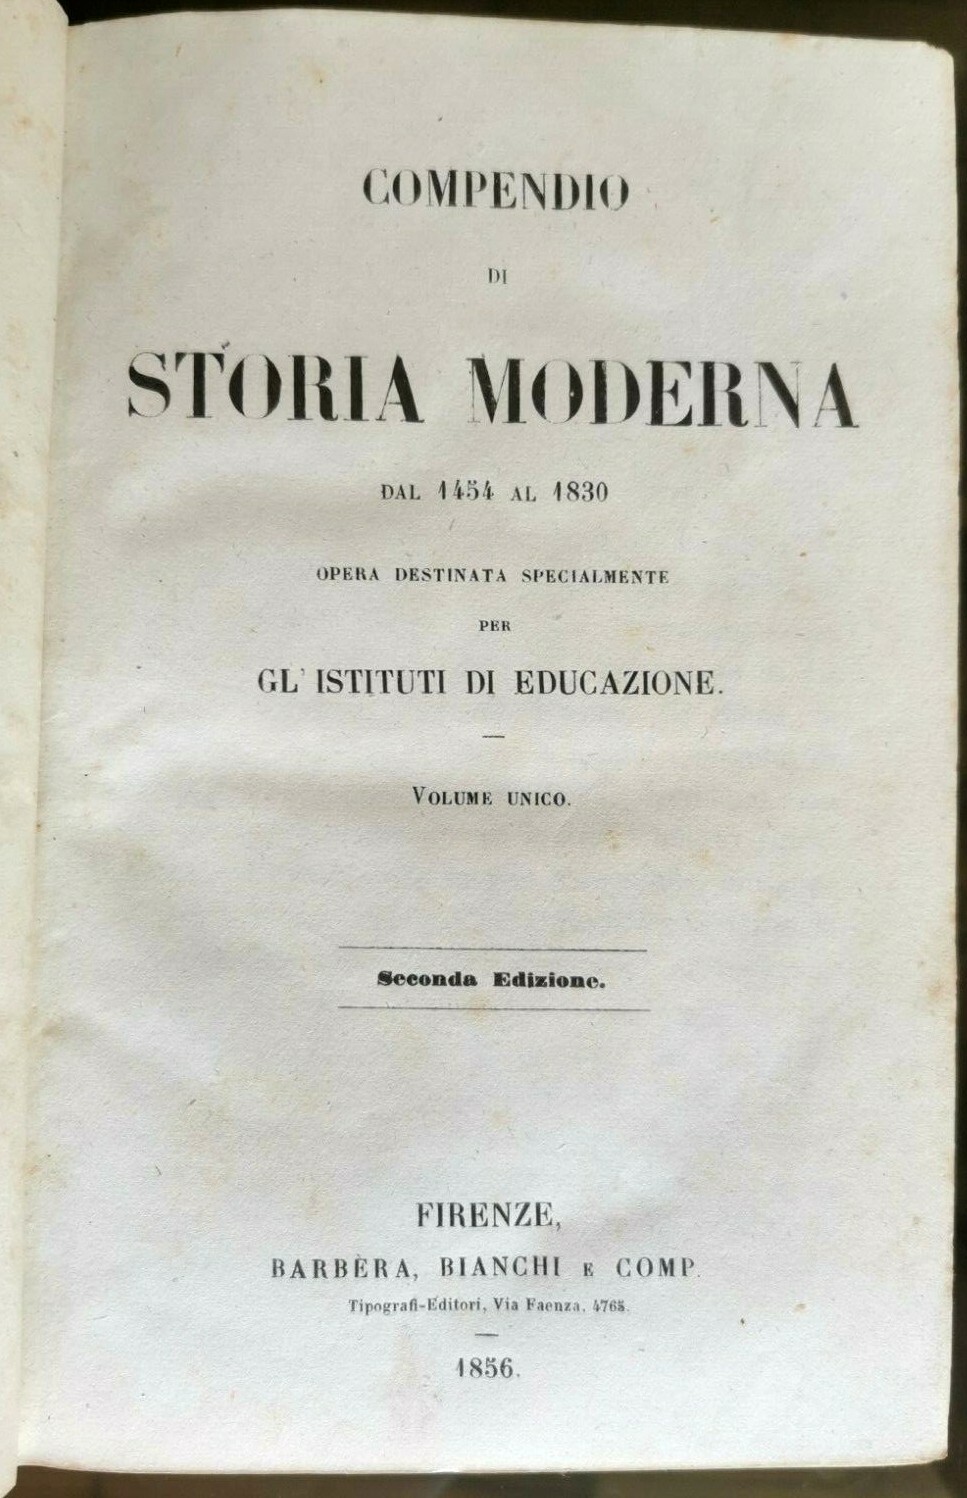 COMPENDIO
DI
STORIA MODERNA
DAL 1454 AL 1830
OPERA DESTINATA SPECIALMENTE
PER
GL' ISTITUTI DI EDUCAZIONE.
VOLUME UNICO.
Seconda Edizione.
FIRENZE,
BARBÈRA, BIANCHI E COMP.
Tipografi-Editori, Via Faenza, 4765.
1856.